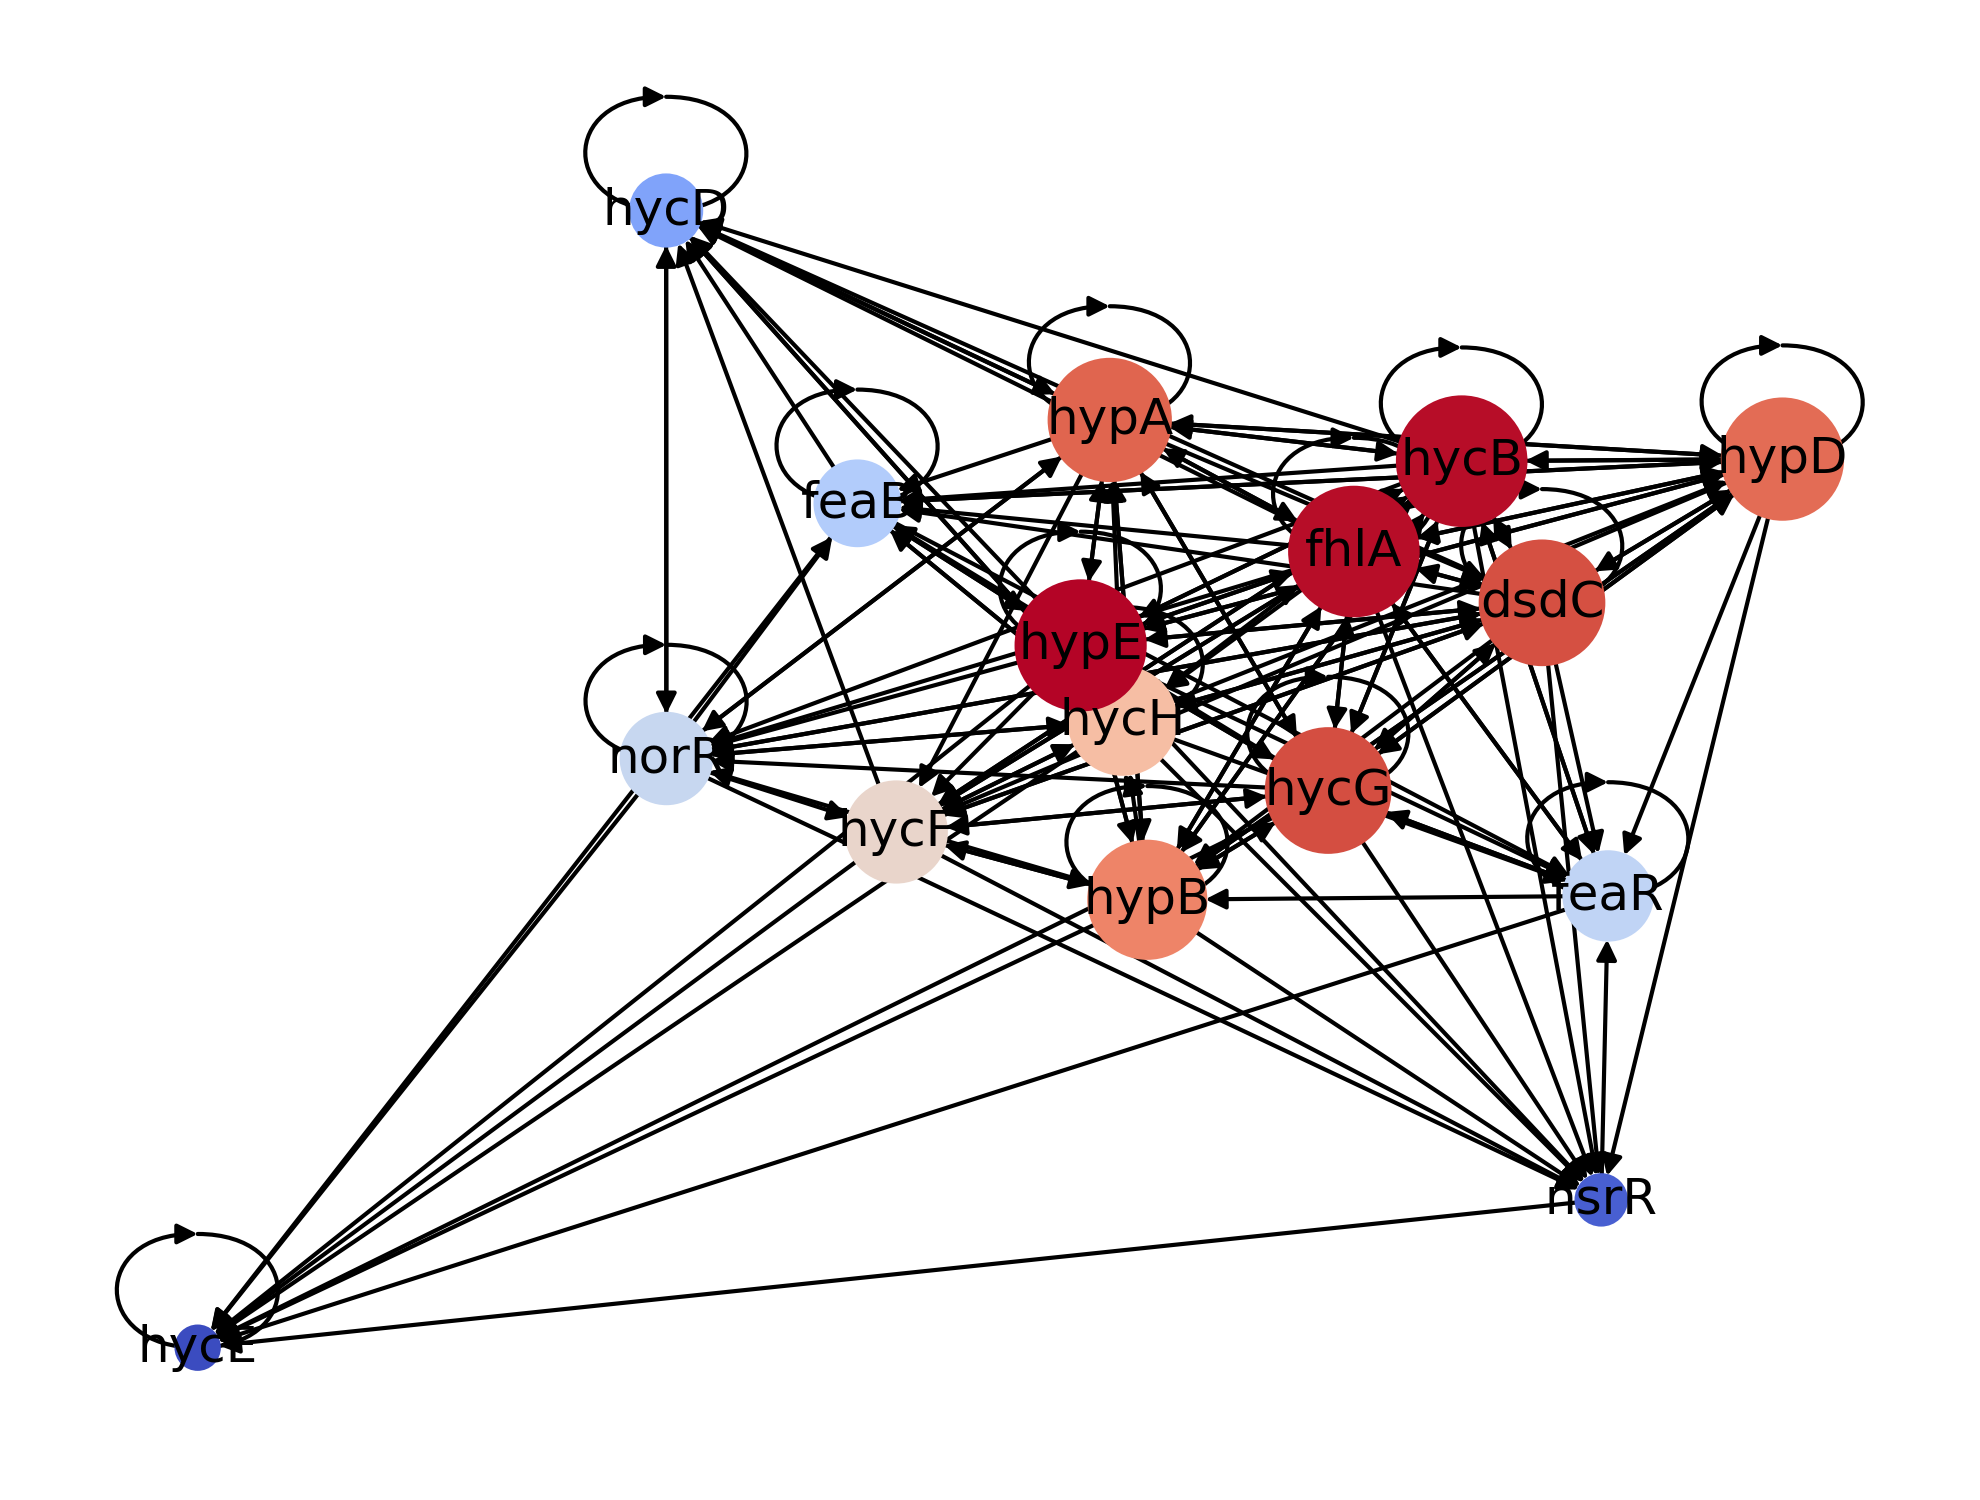 hycD
hypA
hycB
hypD
feaB
fhlA
dsdC
hypE
hycH
norR
hycG
hycF
hypB
feaR
nsrR
hycE